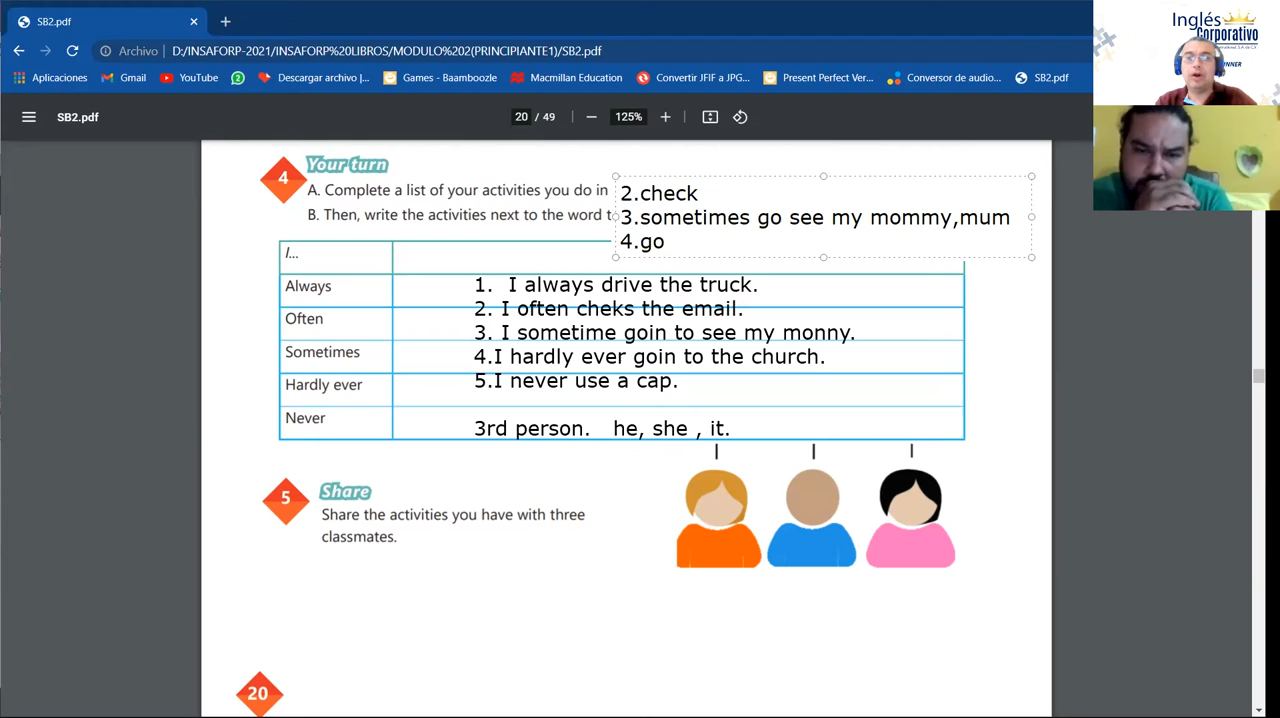 SB2.pdf
Archivo
D:/INSAFORP-2021/INSAFORP%20LIBROS/MODULO%202(PRINCIPIANTE1)/SB2.pdf
Aplicaciones
Gmail
YouTube
2
Descargar archivo |...
Games - Baamboozle
Macmillan Education
Convertir JFIF a JPG...
Present Perfect Ver...
Conversor de audio...
SB2.pdf
Inglés
Corporativo
SB2.pdf
20 / 49
125%
4
Your turn
A. Complete a list of your activities you do in
B. Then, write the activities next to the word t
2.check
3.sometimes go see my mommy,mum
4.go
I...
Always
1. I always drive the truck.
2. I often cheks the email.
Often
3. I sometime goin to see my monny.
Sometimes
4.I hardly ever goin to the church.
Hardly ever
5.I never use a cap.
Never
3rd person. he, she , it.
5
Share
Share the activities you have with three
classmates.
20